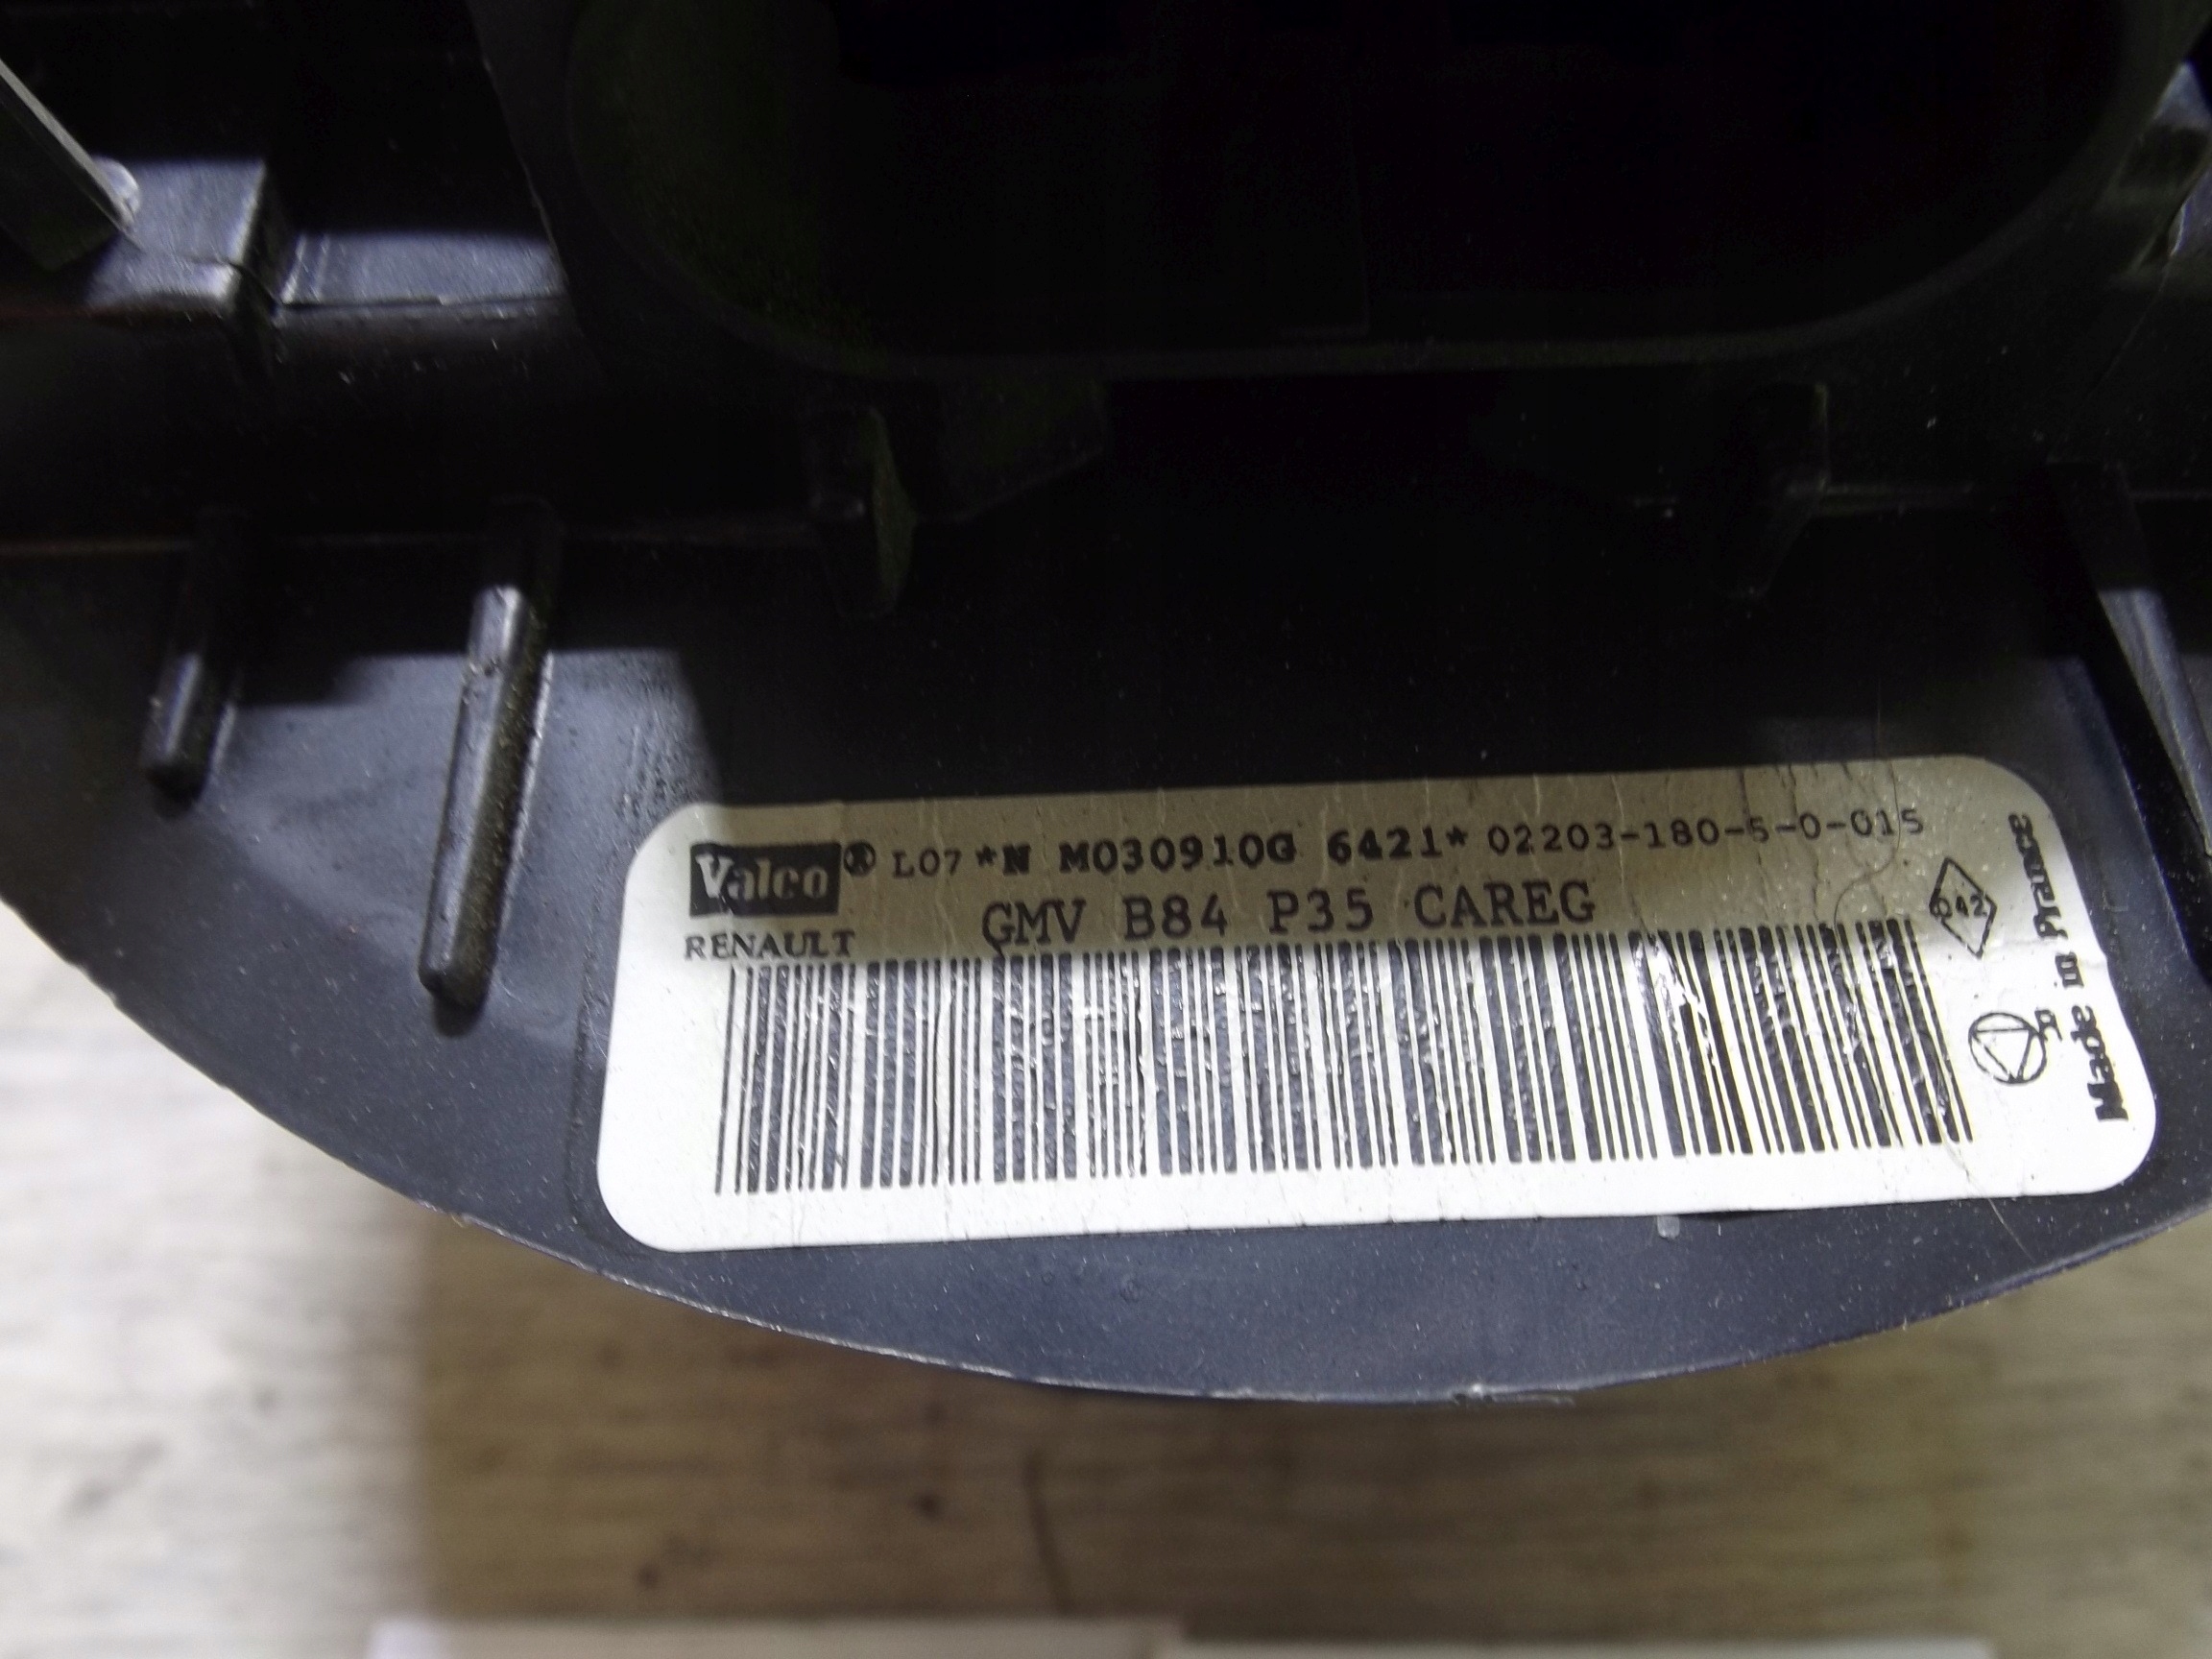 Valeo® L07 *N M030910G 6421* 02203-180-5-0-015
RENAULT GMV B84 P35 CAREG
042
Made in France